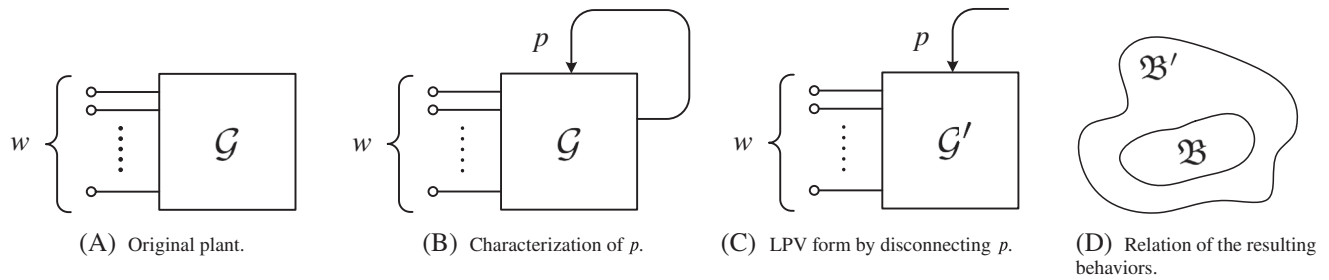 w
𝒢
(A) Original plant.
p
w
𝒢
(B) Characterization of p.
p
w
𝒢′
(C) LPV form by disconnecting p.
𝔅′
𝔅
(D) Relation of the resulting
behaviors.